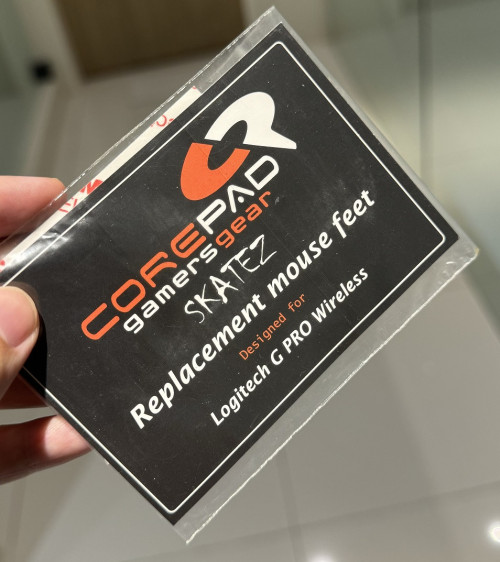 COREPAD
gamersgear
SKATEZ
Replacement mouse feet
Designed for
Logitech G PRO Wireless